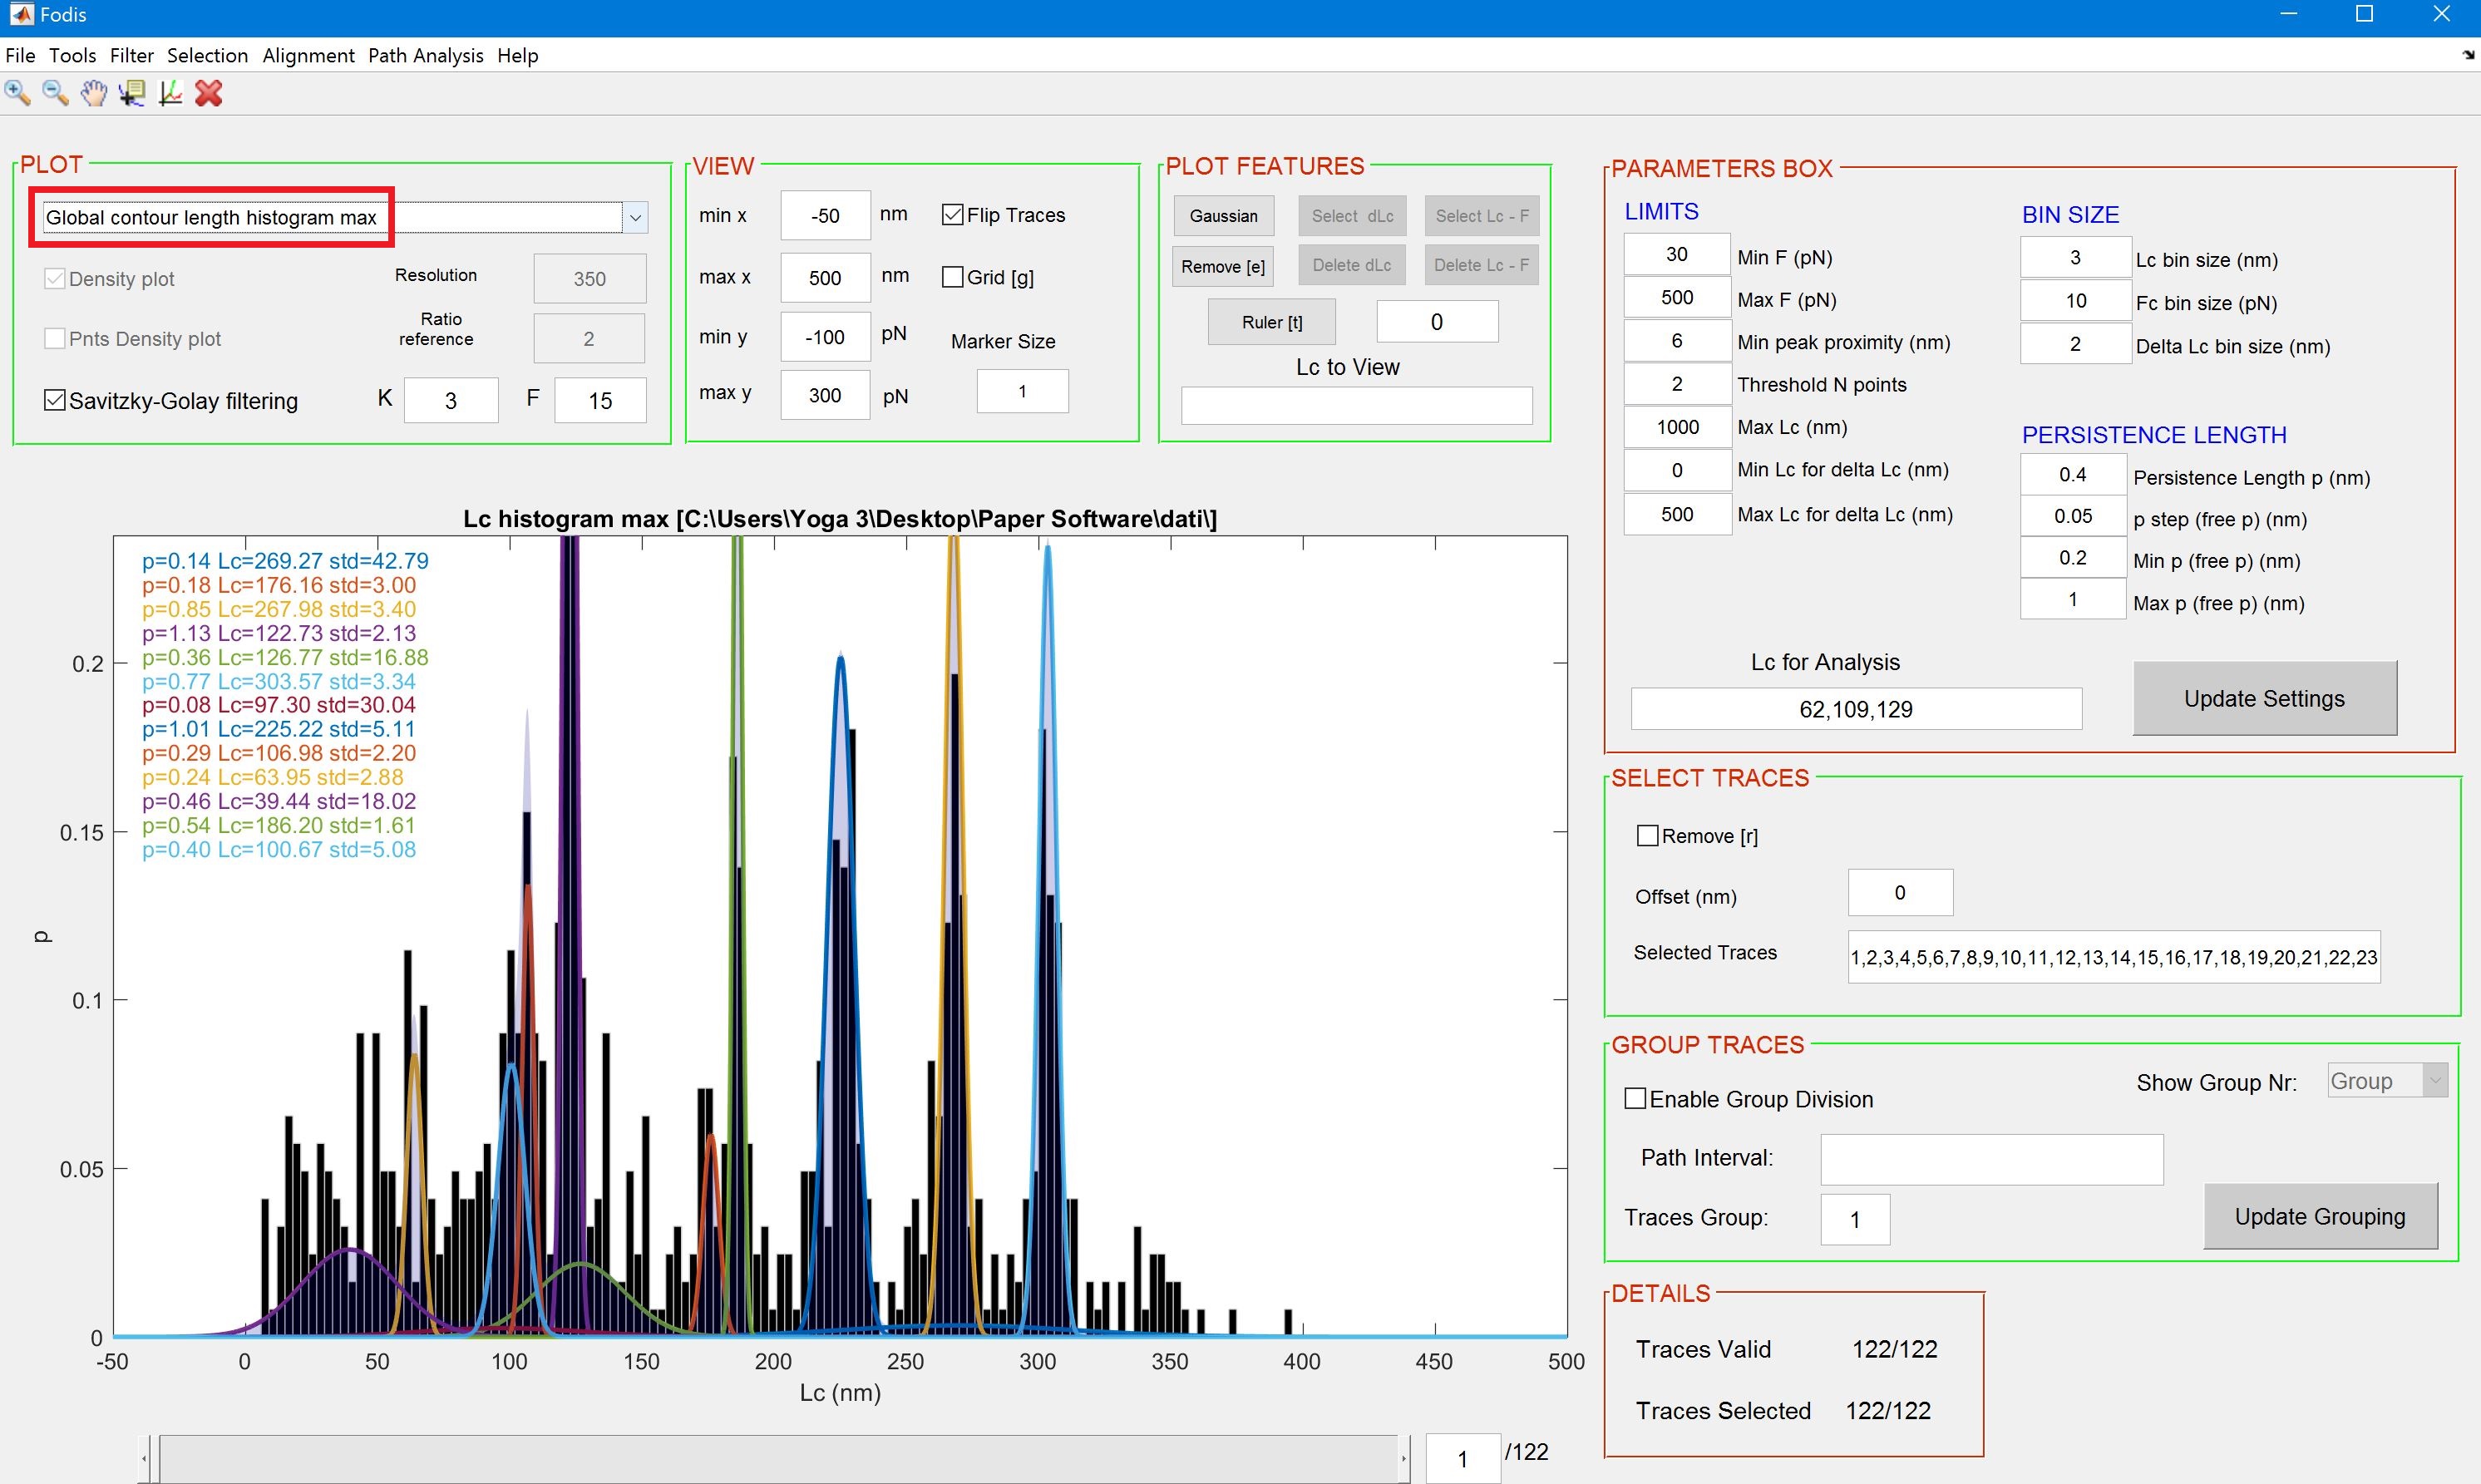 Fodis
File Tools Filter Selection Alignment Path Analysis Help
PLOT
Global contour length histogram max
Density plot
Resolution
350
Pnts Density plot
Ratio
reference
2
Savitzky-Golay filtering
K
3
F
15
VIEW
min x
-50
nm
Flip Traces
max x
500
nm
Grid [g]
min y
-100
pN
Marker Size
max y
300
pN
1
PLOT FEATURES
Gaussian
Select dLc
Select Lc - F
Remove [e]
Delete dLc
Delete Lc - F
Ruler [t]
0
Lc to View
PARAMETERS BOX
LIMITS
30 Min F (pN)
500 Max F (pN)
6 Min peak proximity (nm)
2 Threshold N points
1000 Max Lc (nm)
0 Min Lc for delta Lc (nm)
500 Max Lc for delta Lc (nm)
BIN SIZE
3 Lc bin size (nm)
10 Fc bin size (pN)
2 Delta Lc bin size (nm)
PERSISTENCE LENGTH
0.4 Persistence Length p (nm)
0.05 p step (free p) (nm)
0.2 Min p (free p) (nm)
1 Max p (free p) (nm)
Lc for Analysis
62,109,129
Update Settings
Lc histogram max [C:\Users\Yoga 3\Desktop\Paper Software\dati\]
p=0.14 Lc=269.27 std=42.79
p=0.18 Lc=176.16 std=3.00
p=0.85 Lc=267.98 std=3.40
p=1.13 Lc=122.73 std=2.13
p=0.36 Lc=126.77 std=16.88
p=0.77 Lc=303.57 std=3.34
p=0.08 Lc=97.30 std=30.04
p=1.01 Lc=225.22 std=5.11
p=0.29 Lc=106.98 std=2.20
p=0.24 Lc=63.95 std=2.88
p=0.46 Lc=39.44 std=18.02
p=0.54 Lc=186.20 std=1.61
p=0.40 Lc=100.67 std=5.08
0.2
0.15
0.1
0.05
0
p
-50 0 50 100 150 200 250 300 350 400 450 500
Lc (nm)
1 /122
SELECT TRACES
Remove [r]
Offset (nm)
0
Selected Traces
1,2,3,4,5,6,7,8,9,10,11,12,13,14,15,16,17,18,19,20,21,22,23
GROUP TRACES
Enable Group Division
Show Group Nr:
Group
Path Interval:
Traces Group:
1
Update Grouping
DETAILS
Traces Valid 122/122
Traces Selected 122/122